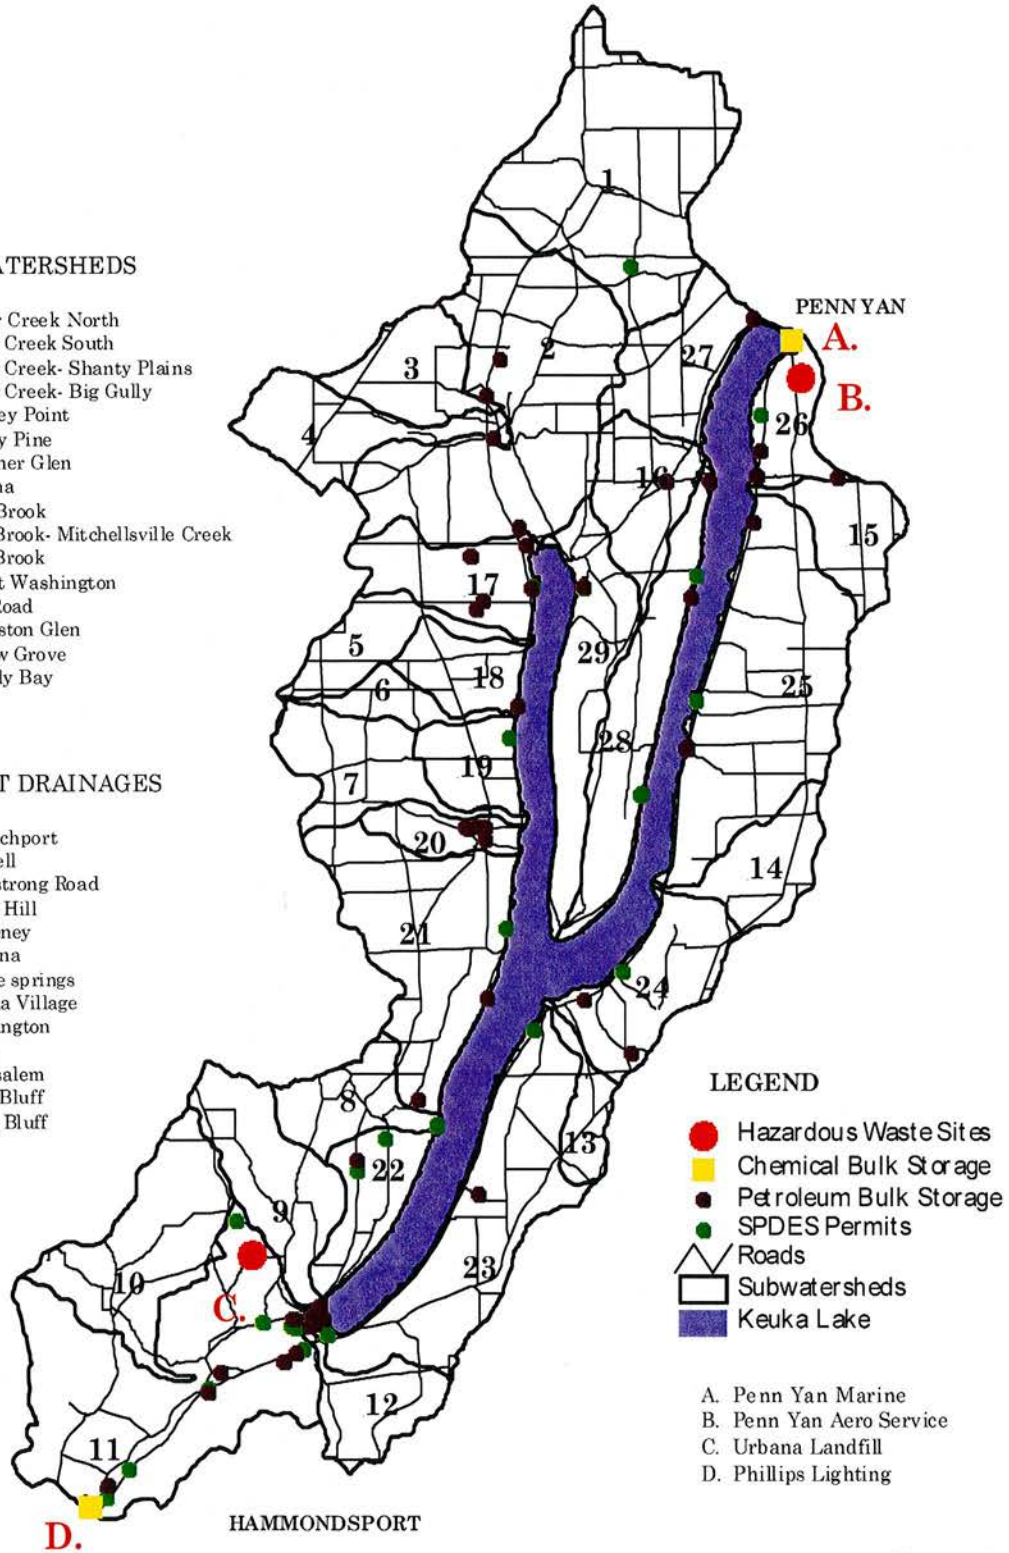 ATERSHEDS
Creek North
Creek South
Creek- Shanty Plains
Creek- Big Gully
ey Point
y Pine
ner Glen
na
Brook
Brook- Mitchellsville Creek
Brook
t Washington
Road
ston Glen
w Grove
dy Bay
T DRAINAGES
chport
ell
strong Road
Hill
ney
na
e springs
a Village
ington
salem
Bluff
Bluff
1
PENN YAN
A.
B.
2
27
3
4
26
16
15
17
5
29
18
6
25
28
19
7
20
14
21
24
8
13
22
9
23
10
C.
12
11
D.
HAMMONDSPORT
LEGEND
Hazardous Waste Sites
Chemical Bulk Storage
Petroleum Bulk Storage
SPDES Permits
Roads
Subwatersheds
Keuka Lake
A. Penn Yan Marine
B. Penn Yan Aero Service
C. Urbana Landfill
D. Phillips Lighting